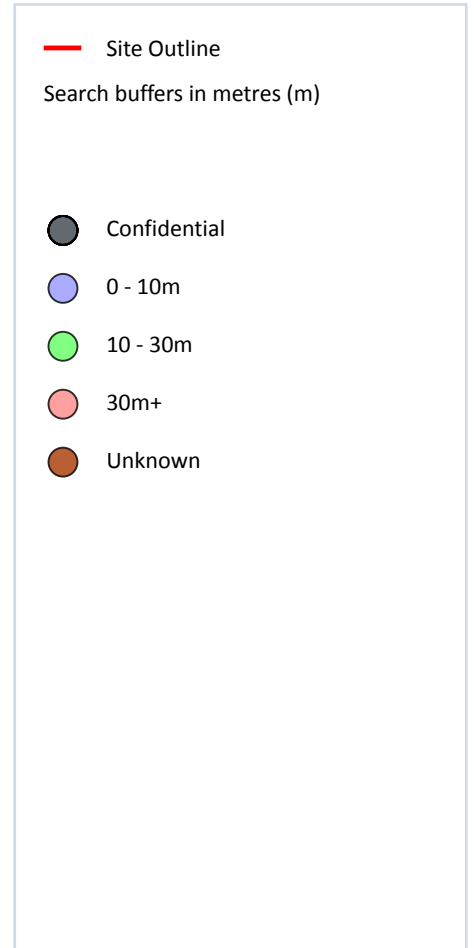 Site Outline
Search buffers in metres (m)
Confidential
0 - 10m
10 - 30m
30m+
Unknown